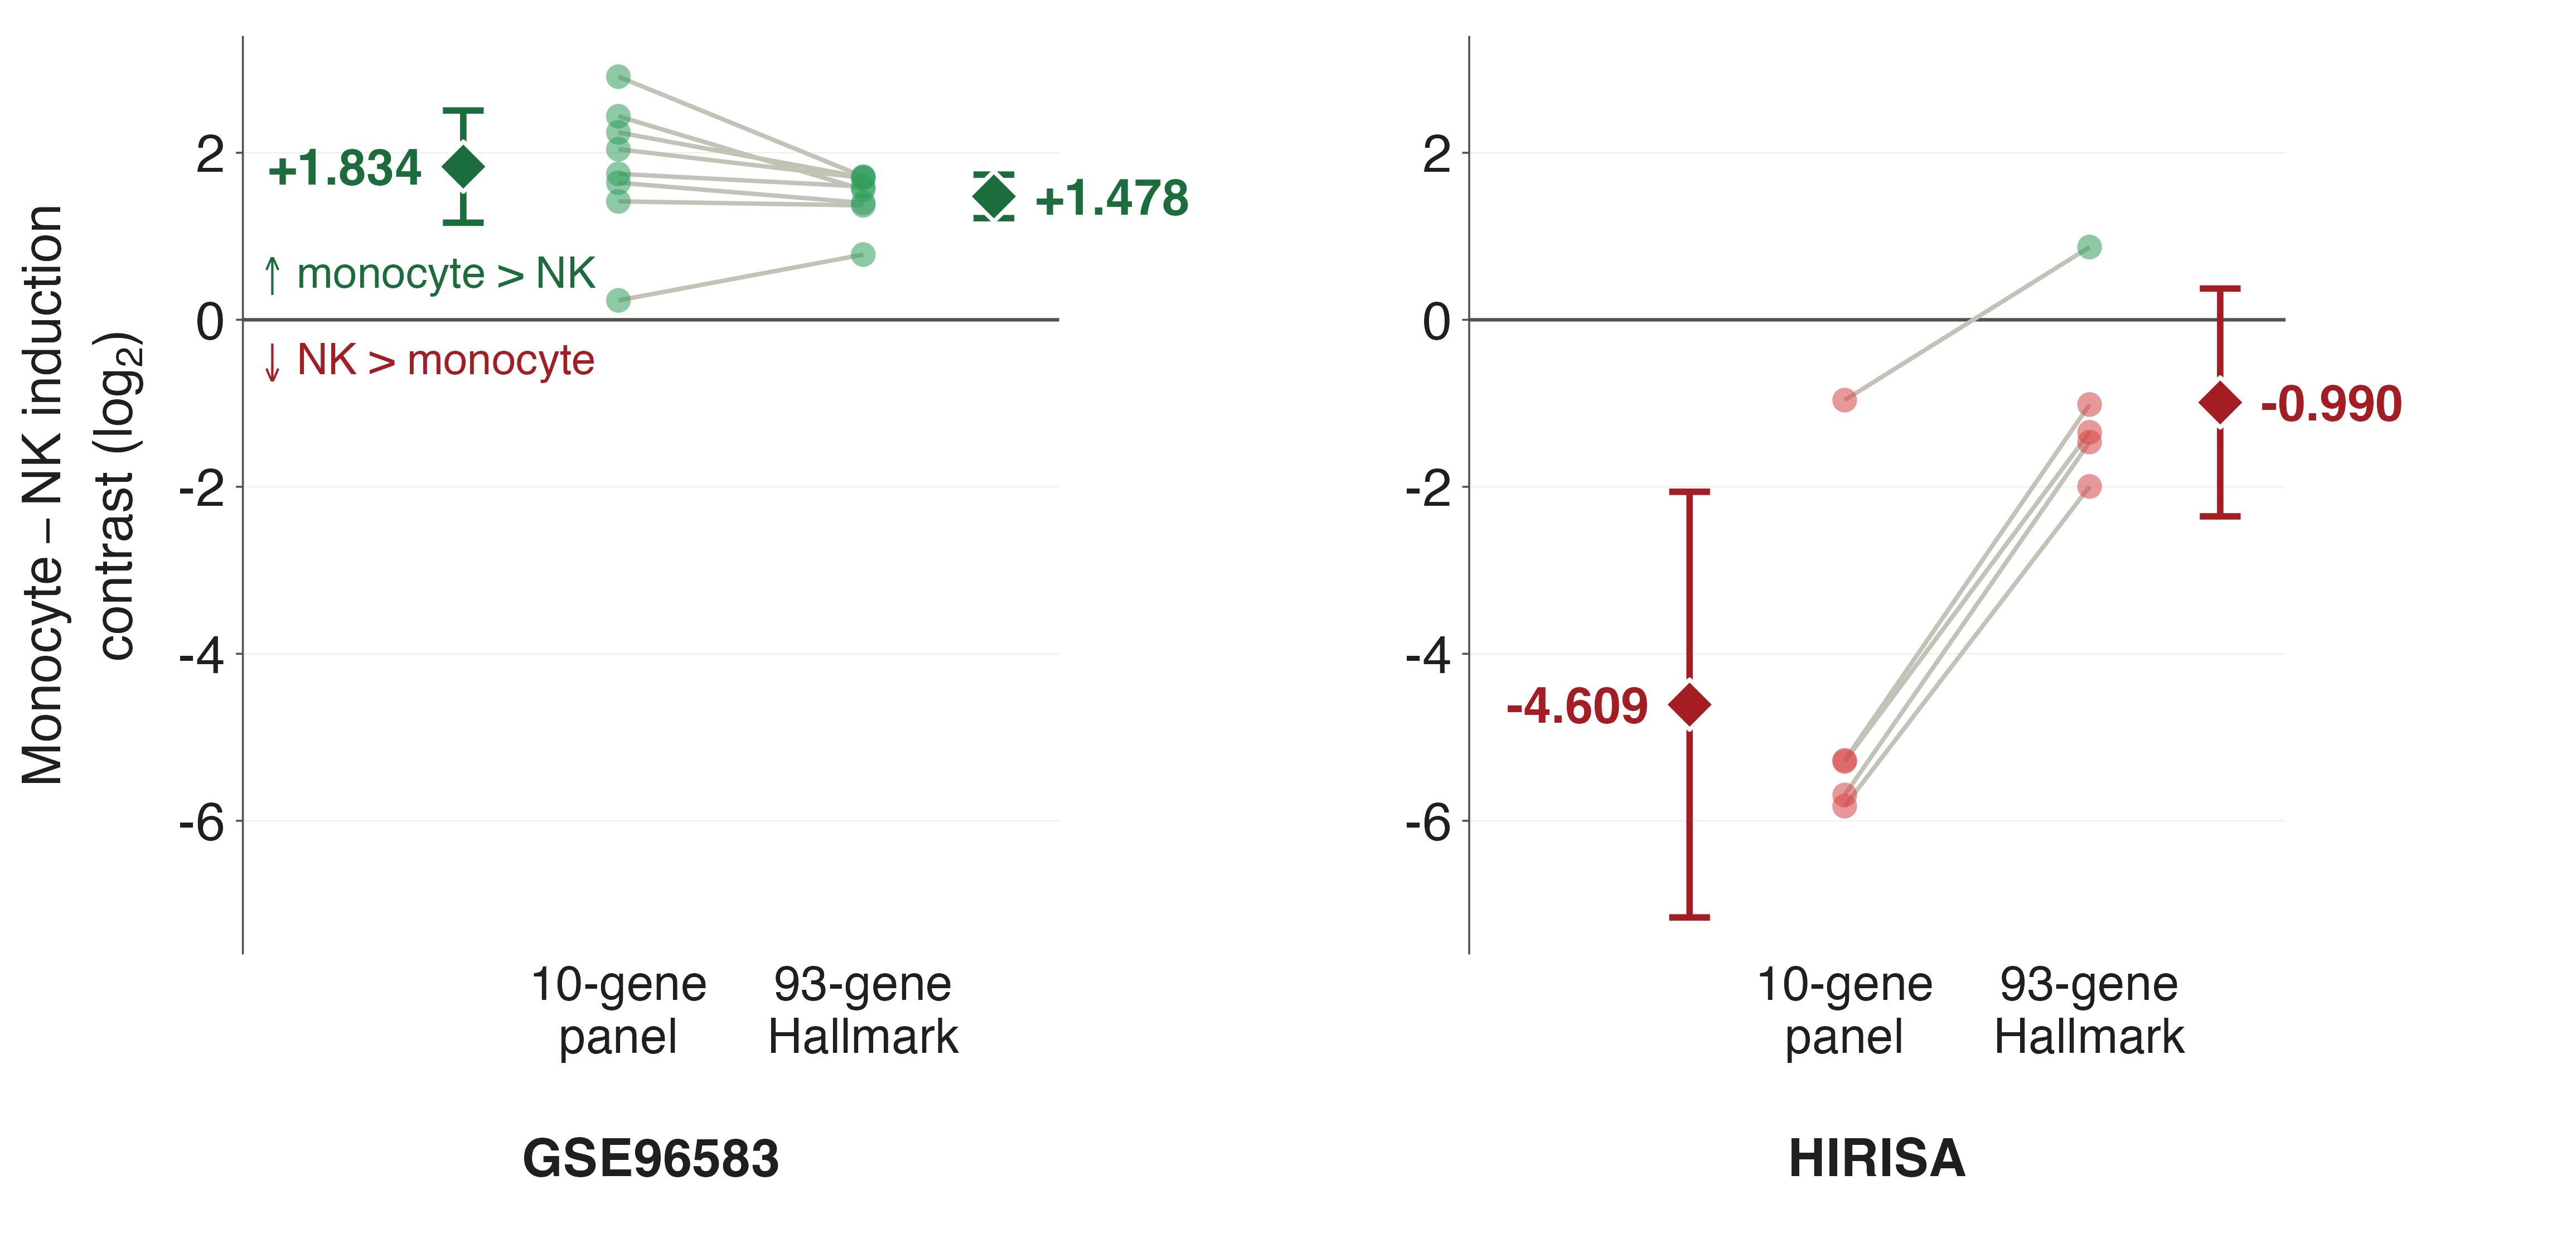 Monocyte – NK induction
contrast (log₂)
2
0
-2
-4
-6
+1.834
+1.478
↑ monocyte > NK
↓ NK > monocyte
10-gene
panel
93-gene
Hallmark
GSE96583
2
0
-2
-4
-6
-4.609
-0.990
10-gene
panel
93-gene
Hallmark
HIRISA